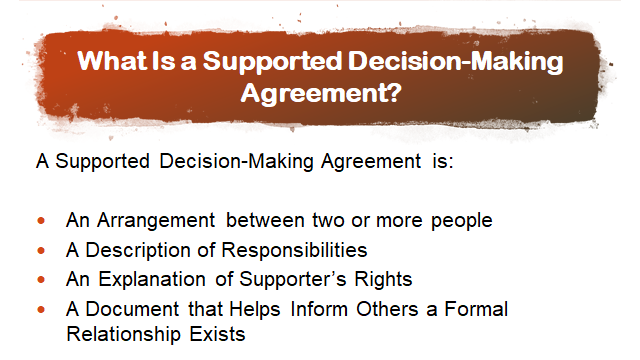 What Is a Supported Decision-Making
Agreement?
A Supported Decision-Making Agreement is:
• An Arrangement between two or more people
• A Description of Responsibilities
• An Explanation of Supporter’s Rights
• A Document that Helps Inform Others a Formal
Relationship Exists